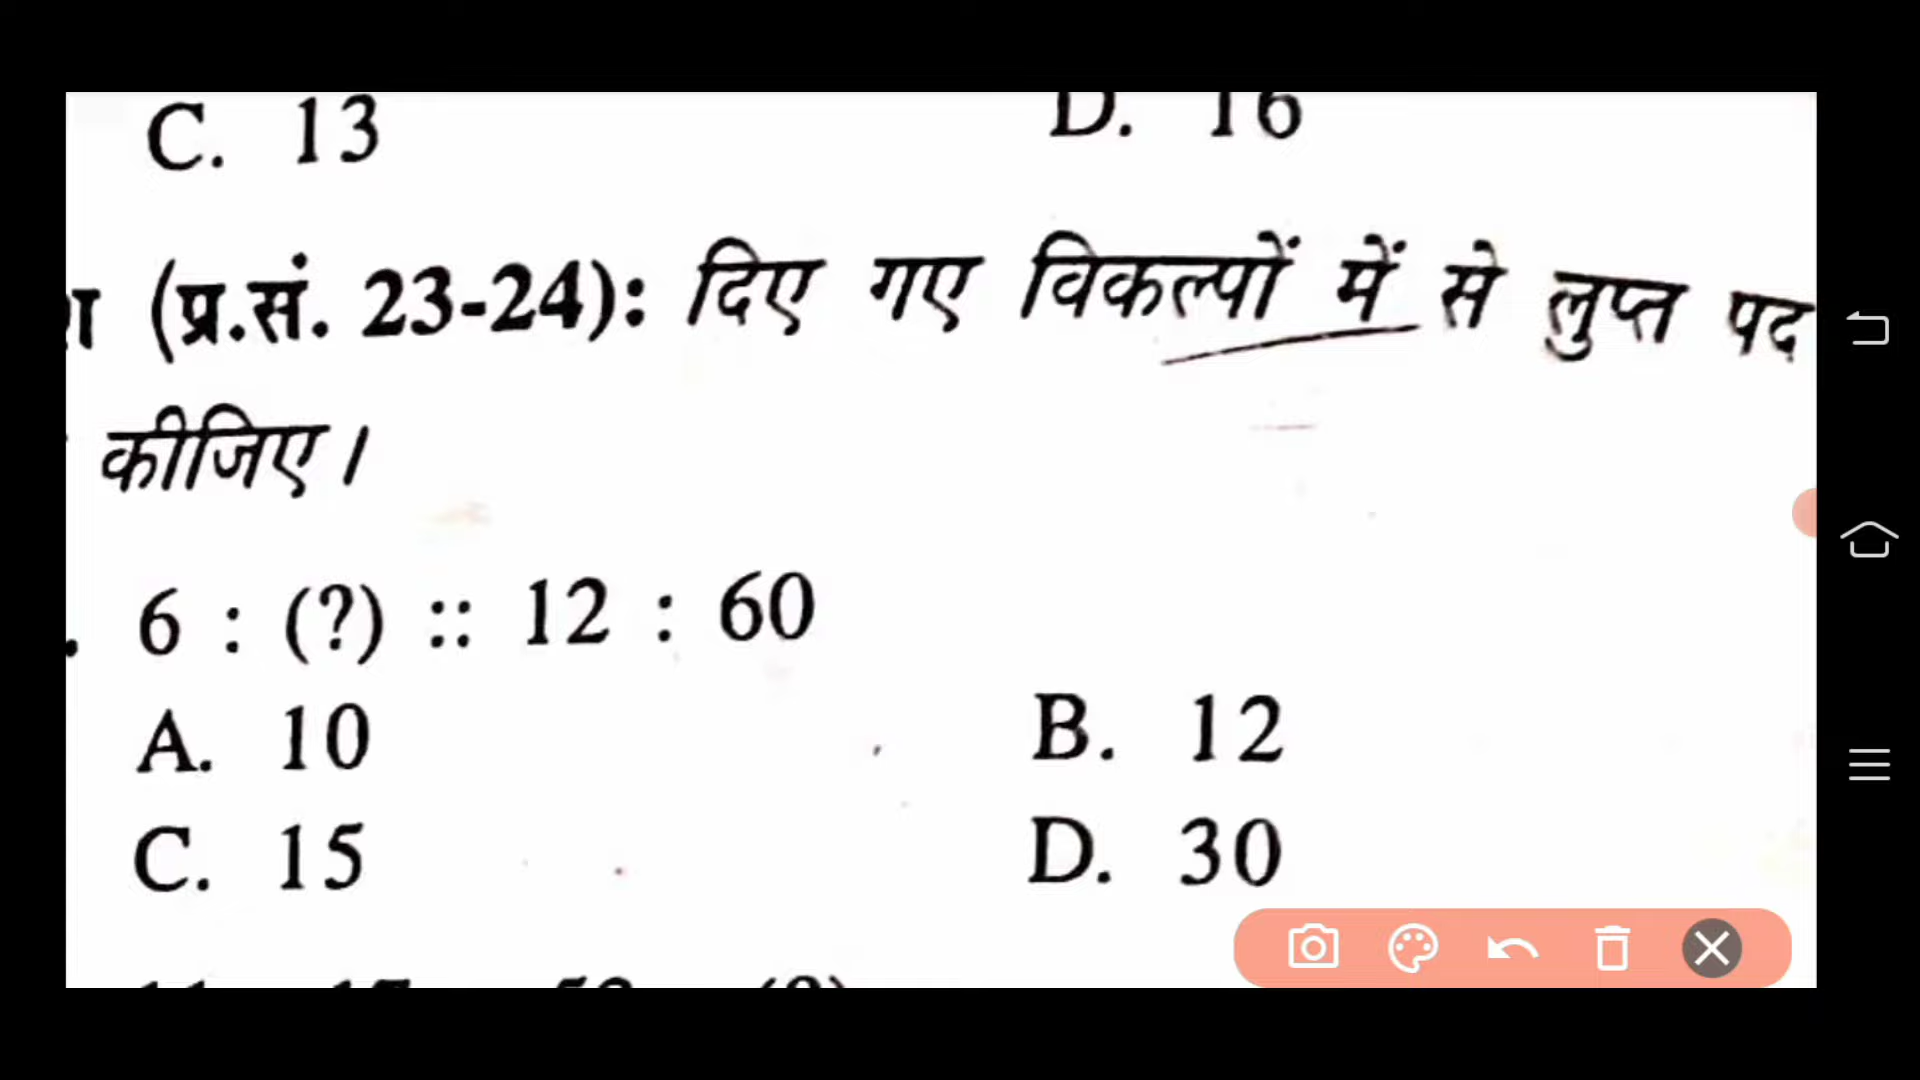 C. 13 D. 16
(प्र.सं. 23-24): दिए गए विकल्पों में से लुप्त पद
कीजिए।
. 6 : (?) :: 12 : 60
A. 10 B. 12
C. 15 D. 30